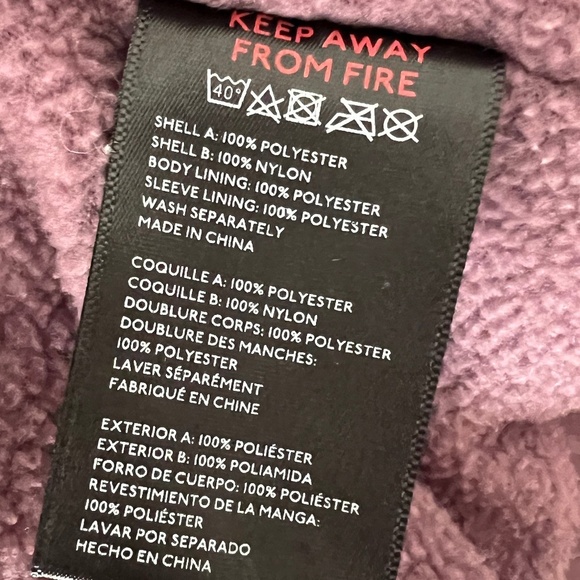 KEEP AWAY
FROM FIRE
40°
SHELL A: 100% POLYESTER
SHELL B: 100% NYLON
BODY LINING: 100% POLYESTER
SLEEVE LINING: 100% POLYESTER
WASH SEPARATELY
MADE IN CHINA
COQUILLE A: 100% POLYESTER
COQUILLE B: 100% NYLON
DOUBLURE CORPS: 100% POLYESTER
DOUBLURE DES MANCHES:
100% POLYESTER
LAVER SÉPARÉMENT
FABRIQUÉ EN CHINE
EXTERIOR A: 100% POLIÉSTER
EXTERIOR B: 100% POLIAMIDA
FORRO DE CUERPO: 100% POLIÉSTER
REVESTIMIENTO DE LA MANGA:
100% POLIÉSTER
LAVAR POR SEPARADO
HECHO EN CHINA